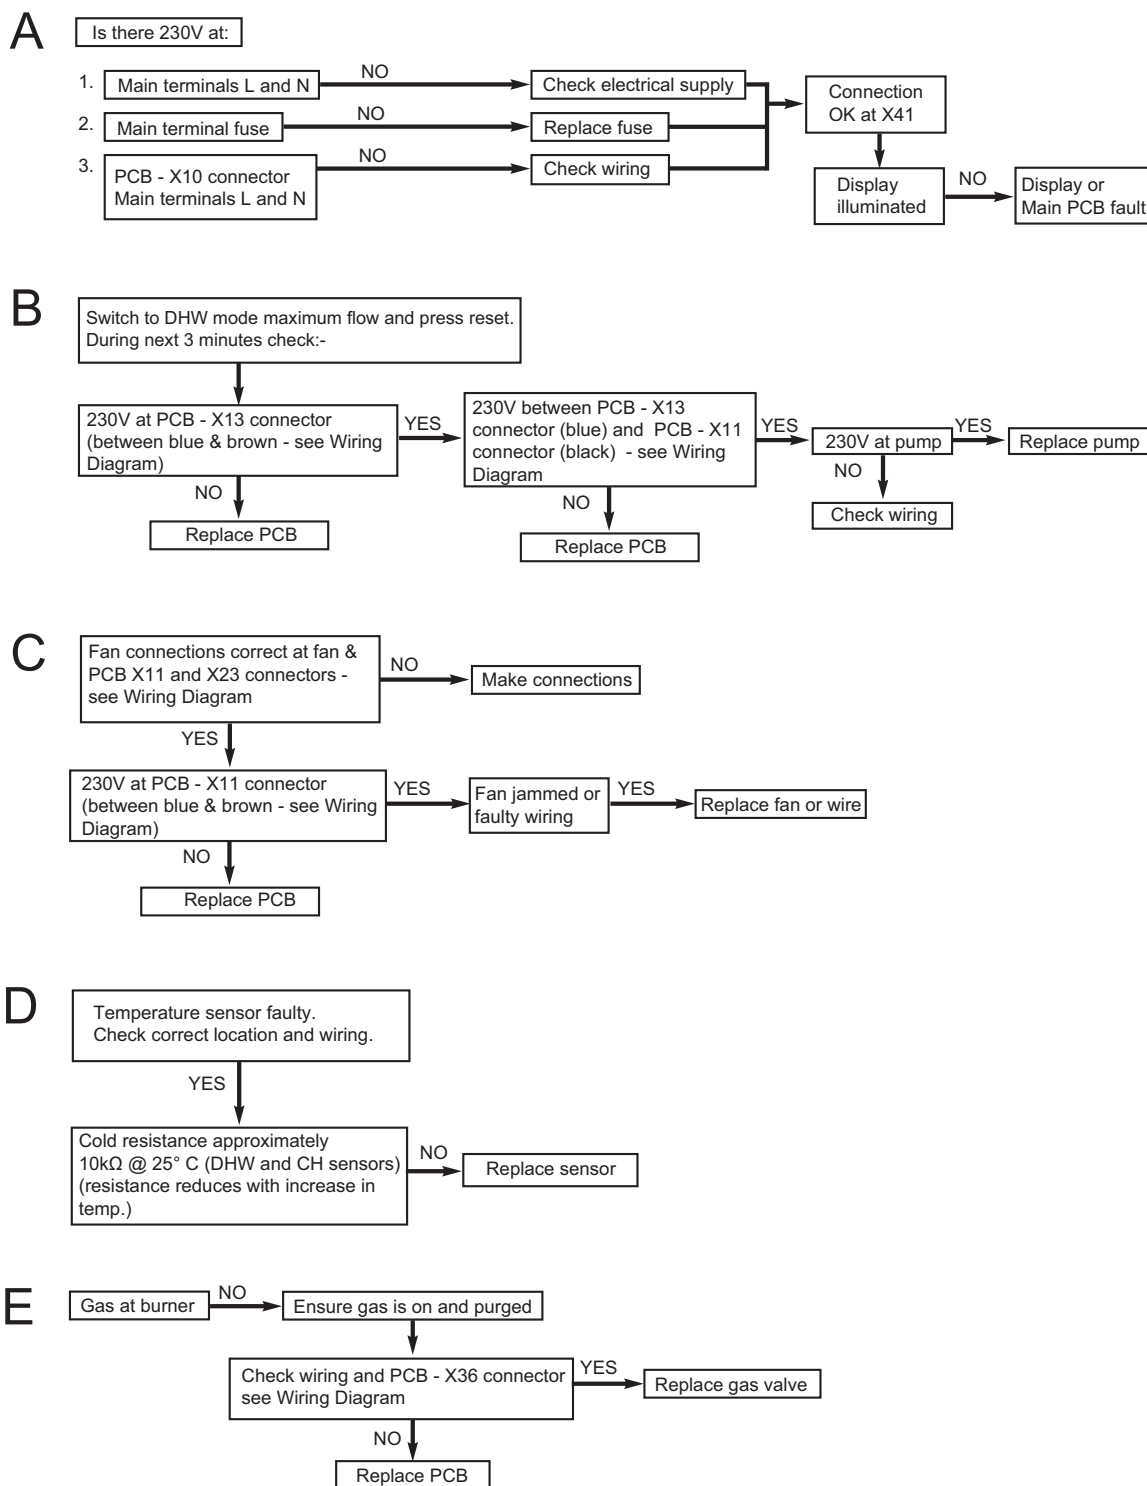 A
Is there 230V at:
1.
Main terminals L and N
NO
Check electrical supply
2.
Main terminal fuse
NO
Replace fuse
3.
PCB - X10 connector
Main terminals L and N
NO
Check wiring
Connection
OK at X41
Display
illuminated
NO
Display or
Main PCB fault
B
Switch to DHW mode maximum flow and press reset.
During next 3 minutes check:-
230V at PCB - X13 connector
(between blue & brown - see Wiring
Diagram)
YES
NO
Replace PCB
230V between PCB - X13
connector (blue) and PCB - X11
connector (black) - see Wiring
Diagram
YES
NO
Replace PCB
230V at pump
YES
Replace pump
NO
Check wiring
C
Fan connections correct at fan &
PCB X11 and X23 connectors -
see Wiring Diagram
NO
Make connections
YES
230V at PCB - X11 connector
(between blue & brown - see Wiring
Diagram)
YES
Fan jammed or
faulty wiring
YES
Replace fan or wire
NO
Replace PCB
D
Temperature sensor faulty.
Check correct location and wiring.
YES
Cold resistance approximately
10kΩ @ 25° C (DHW and CH sensors)
(resistance reduces with increase in
temp.)
NO
Replace sensor
E
Gas at burner
NO
Ensure gas is on and purged
Check wiring and PCB - X36 connector
see Wiring Diagram
YES
Replace gas valve
NO
Replace PCB